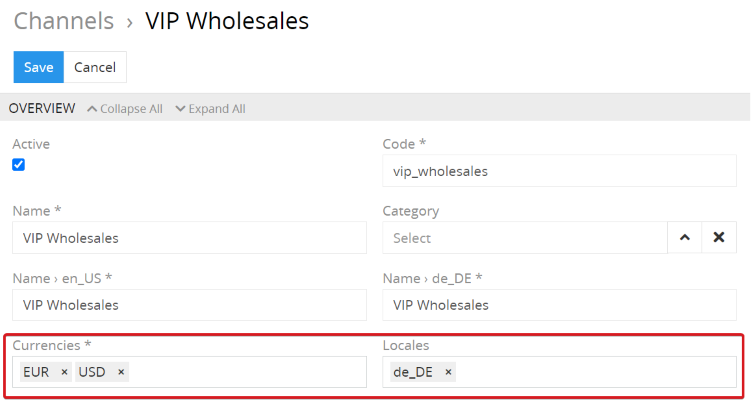 Channels › VIP Wholesales
Save Cancel
OVERVIEW Collapse All Expand All
Active Code *
vip_wholesales
Name * Category
VIP Wholesales Select
Name › en_US * Name › de_DE *
VIP Wholesales VIP Wholesales
Currencies * Locales
EUR × USD × de_DE ×